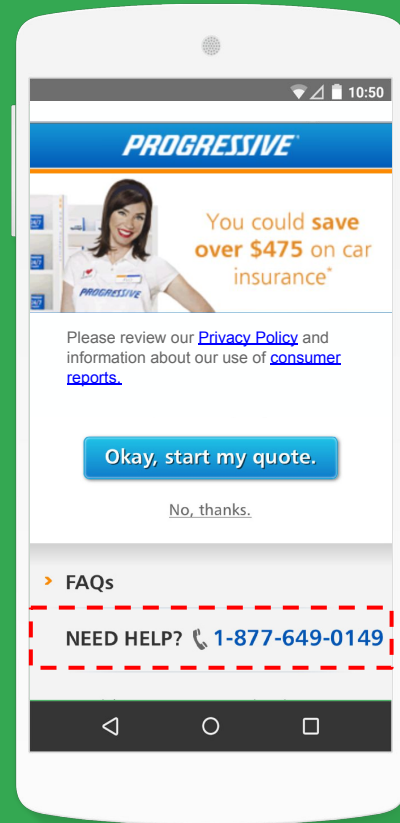 10:50
PROGRESSIVE
You could save
over $475 on car
insurance*
PROGRESSIVE
Please review our Privacy Policy and
information about our use of consumer
reports.
Okay, start my quote.
No, thanks.
> FAQs
NEED HELP? 1-877-649-0149